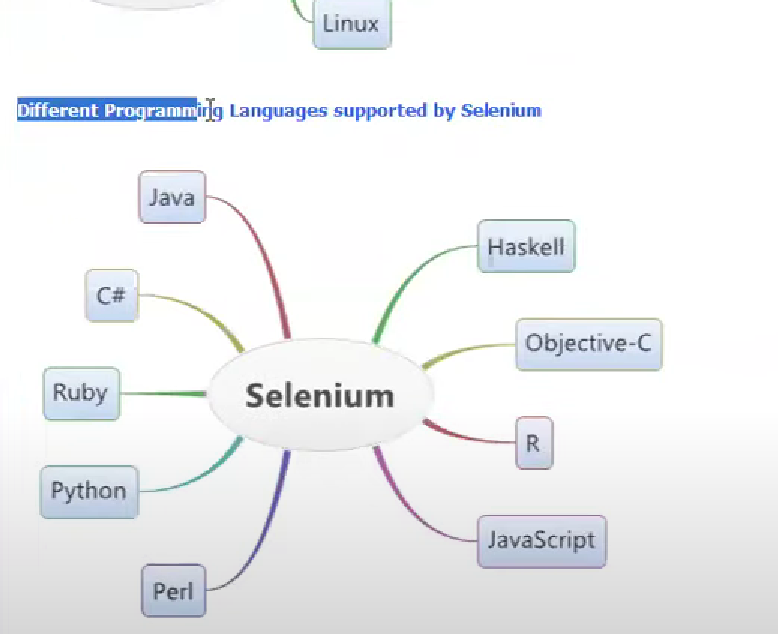 Linux
Different Programming Languages supported by Selenium
Java
Haskell
C#
Objective-C
Ruby
Selenium
R
Python
JavaScript
Perl